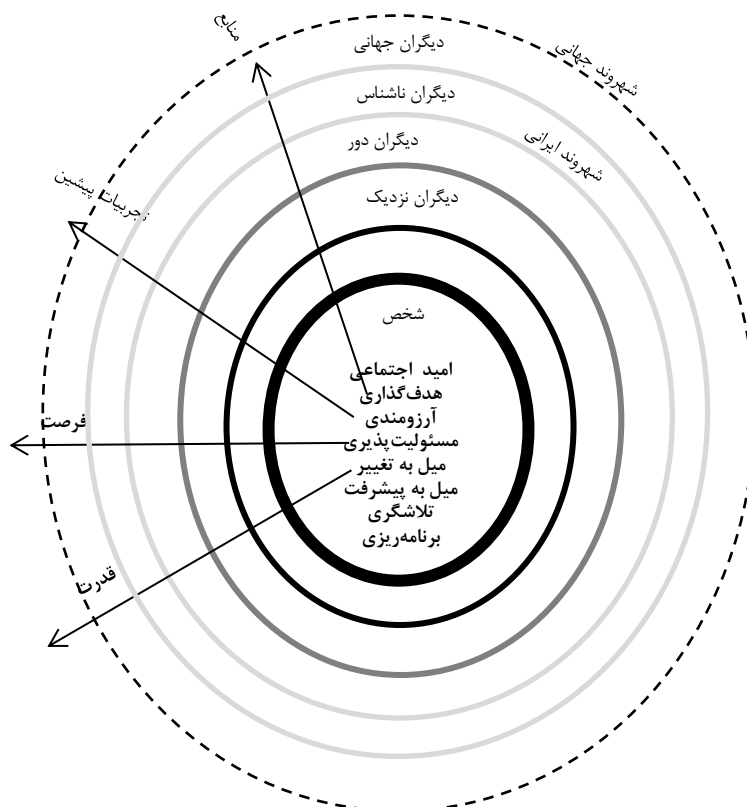 منابع
دیگران جهانی
شهروند جهانی
دیگران ناشناس
شهروند ایرانی
دیگران دور
تجربیات پیشین
دیگران نزدیک
شخص
امید اجتماعی
هدف‌گذاری
آرزومندی
فرصت
مسئولیت‌پذیری
میل به تغییر
میل به پیشرفت
تلاشگری
برنامه‌ریزی
قدرت